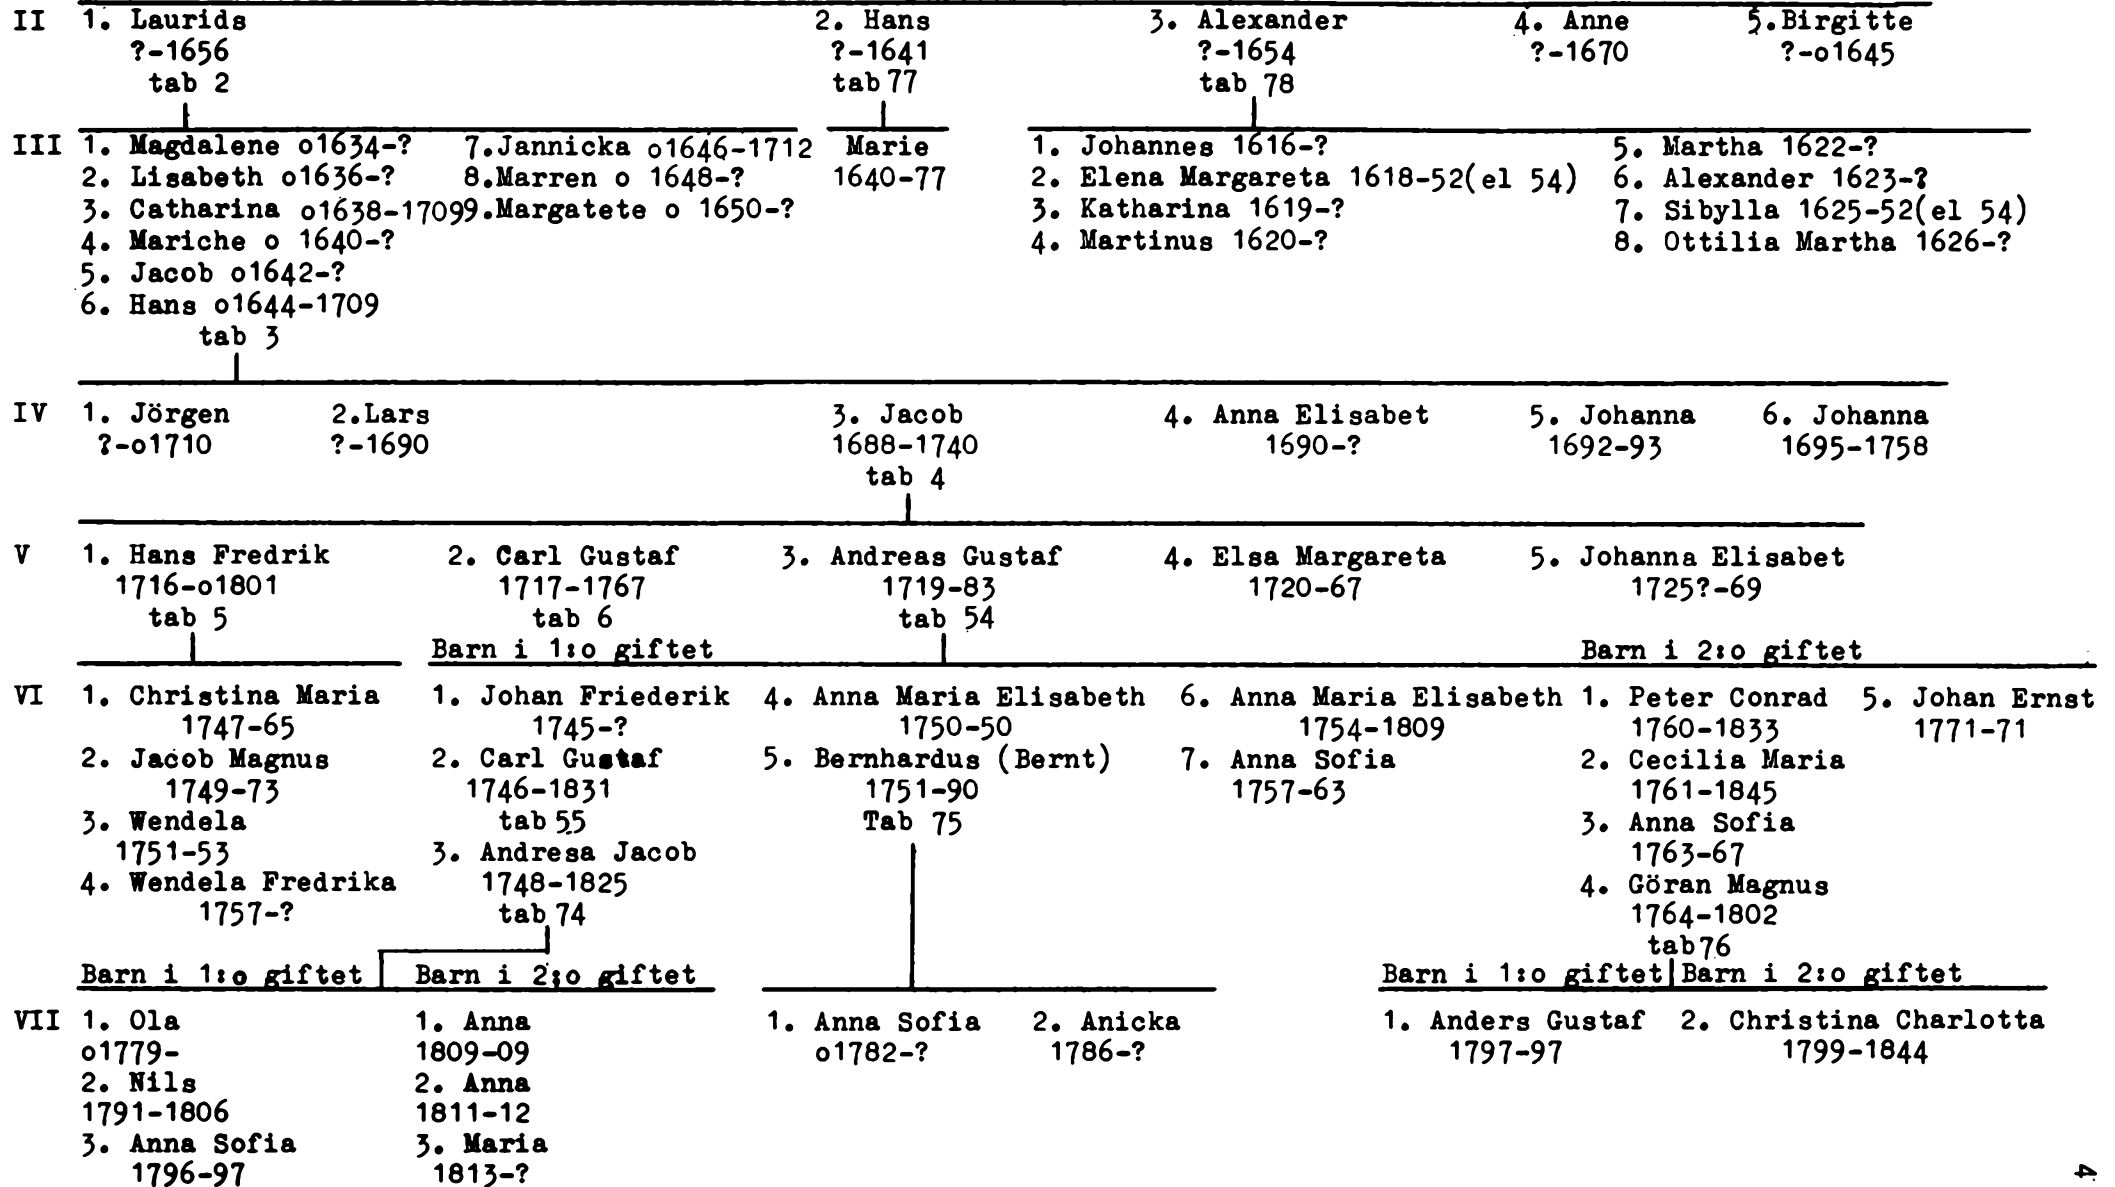 II 1. Laurids 2. Hans 3. Alexander 4. Anne 5.Birgitte
?-1656 ?-1641 ?-1654 ?-1670 ?-o1645
tab 2 tab 77 tab 78
III 1. Magdalene o1634-? 7.Jannicka o1646-1712 Marie 1. Johannes 1616-? 5. Martha 1622-?
2. Lisabeth o1636-? 8.Marren o 1648-? 1640-77 2. Elena Margareta 1618-52(el 54) 6. Alexander 1623-?
3. Catharina o1638-1709 9.Margatete o 1650-? 3. Katharina 1619-? 7. Sibylla 1625-52(el 54)
4. Mariche o 1640-? 4. Martinus 1620-? 8. Ottilia Martha 1626-?
5. Jacob o1642-?
6. Hans o1644-1709
tab 3
IV 1. Jörgen 2.Lars 3. Jacob 4. Anna Elisabet 5. Johanna 6. Johanna
?-o1710 ?-1690 1688-1740 1690-? 1692-93 1695-1758
tab 4
V 1. Hans Fredrik 2. Carl Gustaf 3. Andreas Gustaf 4. Elsa Margareta 5. Johanna Elisabet
1716-o1801 1717-1767 1719-83 1720-67 1725?-69
tab 5 tab 6 tab 54
Barn i 1:o giftet Barn i 2:o giftet
VI 1. Christina Maria 1. Johan Friederik 4. Anna Maria Elisabeth 6. Anna Maria Elisabeth 1. Peter Conrad 5. Johan Ernst
1747-65 1745-? 1750-50 1754-1809 1760-1833 1771-71
2. Jacob Magnus 2. Carl Gustaf 5. Bernhardus (Bernt) 7. Anna Sofia 2. Cecilia Maria
1749-73 1746-1831 1751-90 1757-63 1761-1845
3. Wendela tab 55 Tab 75 3. Anna Sofia
1751-53 3. Andresa Jacob 1763-67
4. Wendela Fredrika 1748-1825 4. Göran Magnus
1757-? tab 74 1764-1802
tab 76
Barn i 1:o giftet Barn i 2:o giftet Barn i 1:o giftet Barn i 2:o giftet
VII 1. Ola 1. Anna 1. Anna Sofia 2. Anicka 1. Anders Gustaf 2. Christina Charlotta
o1779- 1809-09 o1782-? 1786-? 1797-97 1799-1844
2. Nils 2. Anna
1791-1806 1811-12
3. Anna Sofia 3. Maria
1796-97 1813-?
4